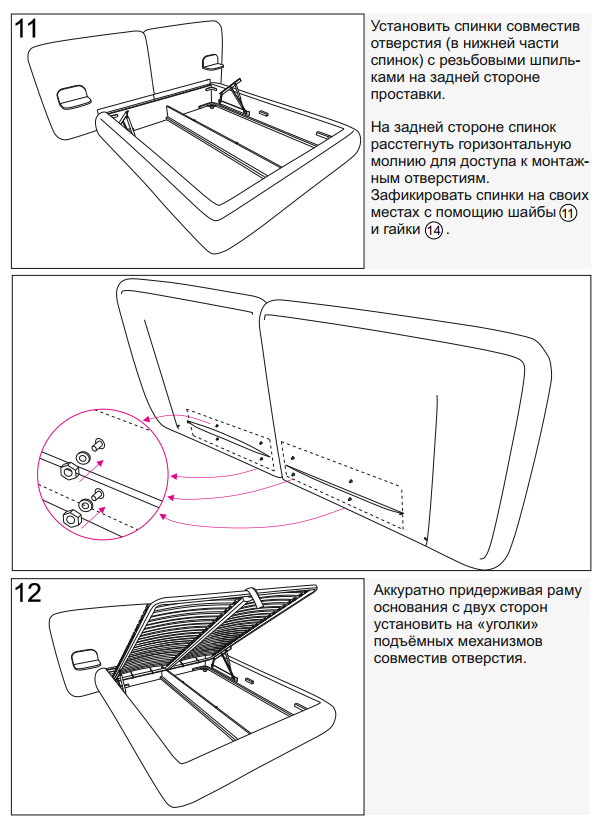 11
Установить спинки совместив
отверстия (в нижней части
спинок) с резьбовыми шпиль-
ками на задней стороне
проставки.
На задней стороне спинок
расстегнуть горизонтальную
молнию для доступа к монтаж-
ным отверстиям.
Зафикировать спинки на своих
местах с помощию шайбы 11
и гайки 14 .
12
Аккуратно придерживая раму
основания с двух сторон
установить на «уголки»
подъёмных механизмов
совместив отверстия.